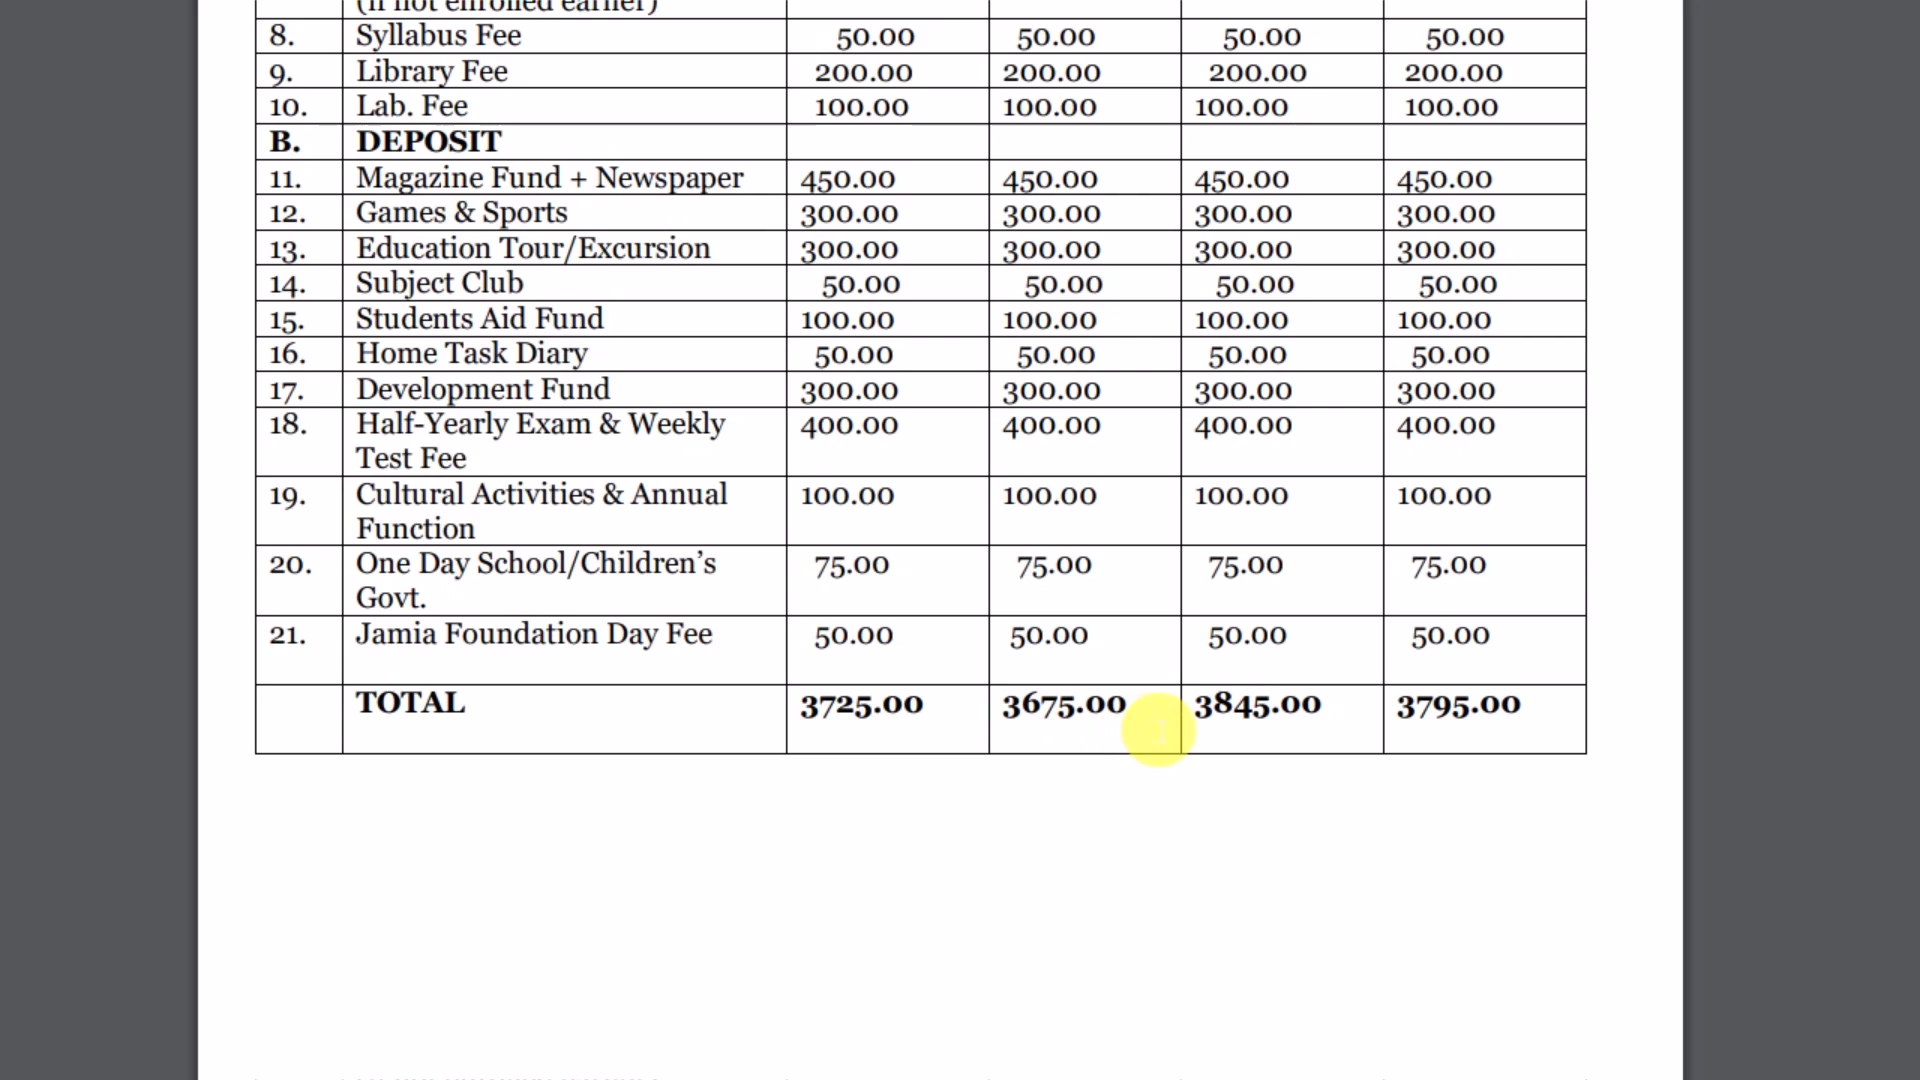 (if not enrolled earlier)
8. Syllabus Fee 50.00 50.00 50.00 50.00
9. Library Fee 200.00 200.00 200.00 200.00
10. Lab. Fee 100.00 100.00 100.00 100.00
B. DEPOSIT
11. Magazine Fund + Newspaper 450.00 450.00 450.00 450.00
12. Games & Sports 300.00 300.00 300.00 300.00
13. Education Tour/Excursion 300.00 300.00 300.00 300.00
14. Subject Club 50.00 50.00 50.00 50.00
15. Students Aid Fund 100.00 100.00 100.00 100.00
16. Home Task Diary 50.00 50.00 50.00 50.00
17. Development Fund 300.00 300.00 300.00 300.00
18. Half-Yearly Exam & Weekly 400.00 400.00 400.00 400.00
Test Fee
19. Cultural Activities & Annual 100.00 100.00 100.00 100.00
Function
20. One Day School/Children’s 75.00 75.00 75.00 75.00
Govt.
21. Jamia Foundation Day Fee 50.00 50.00 50.00 50.00
TOTAL 3725.00 3675.00 3845.00 3795.00